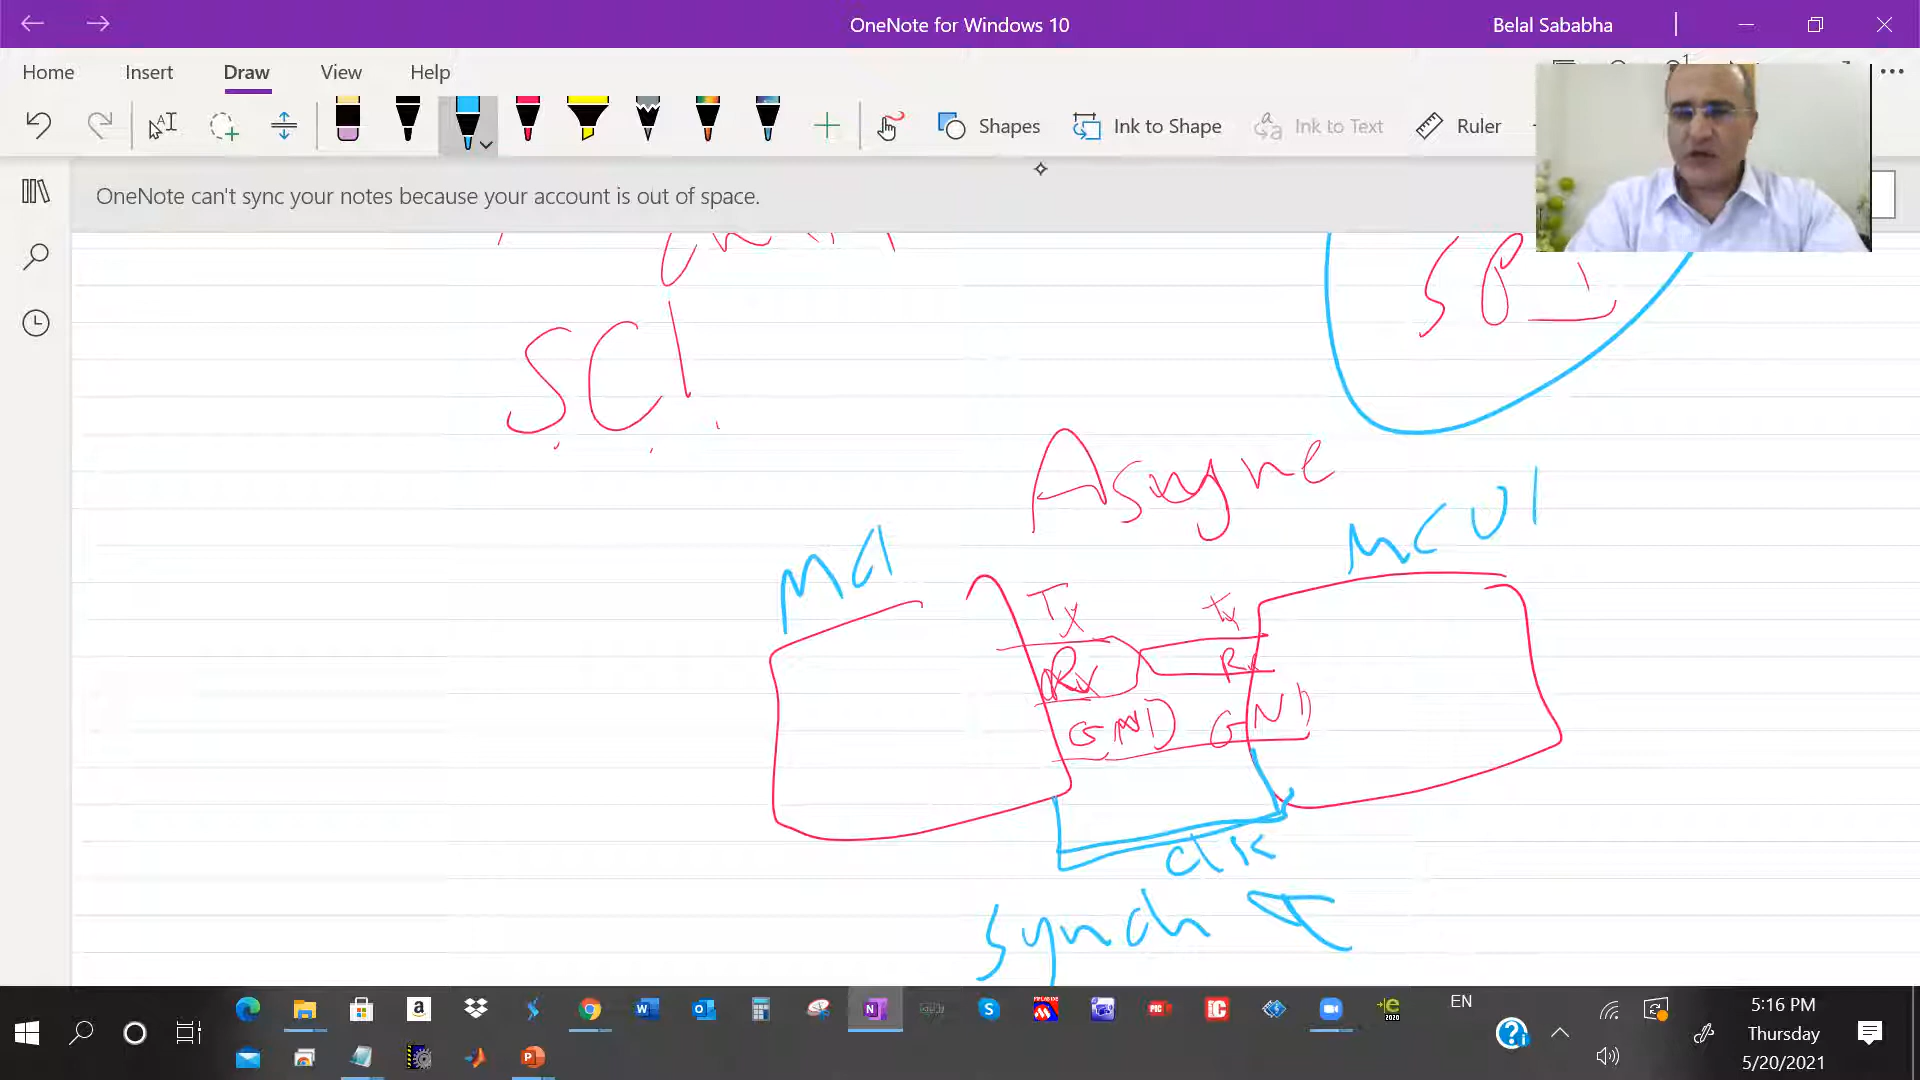 OneNote for Windows 10
Belal Sababha
Home Insert Draw View Help
Shapes Ink to Shape Ink to Text Ruler
OneNote can't sync your notes because your account is out of space.
SPI
SCI
Async
MCU1
Tx Tx
Rx Rx
GND GND
clk
Synch
EN
5:16 PM
Thursday
5/20/2021